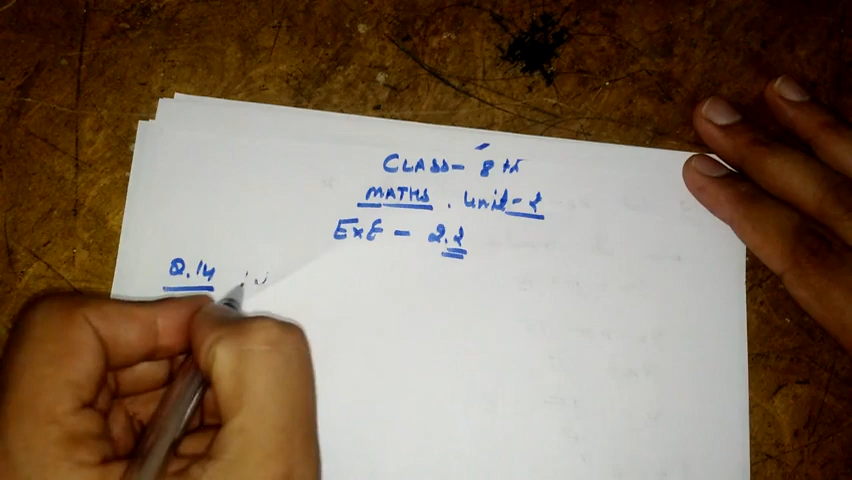 CLASS- 8th
MATHS. Unit-2
EXE - 2.2
Q.14